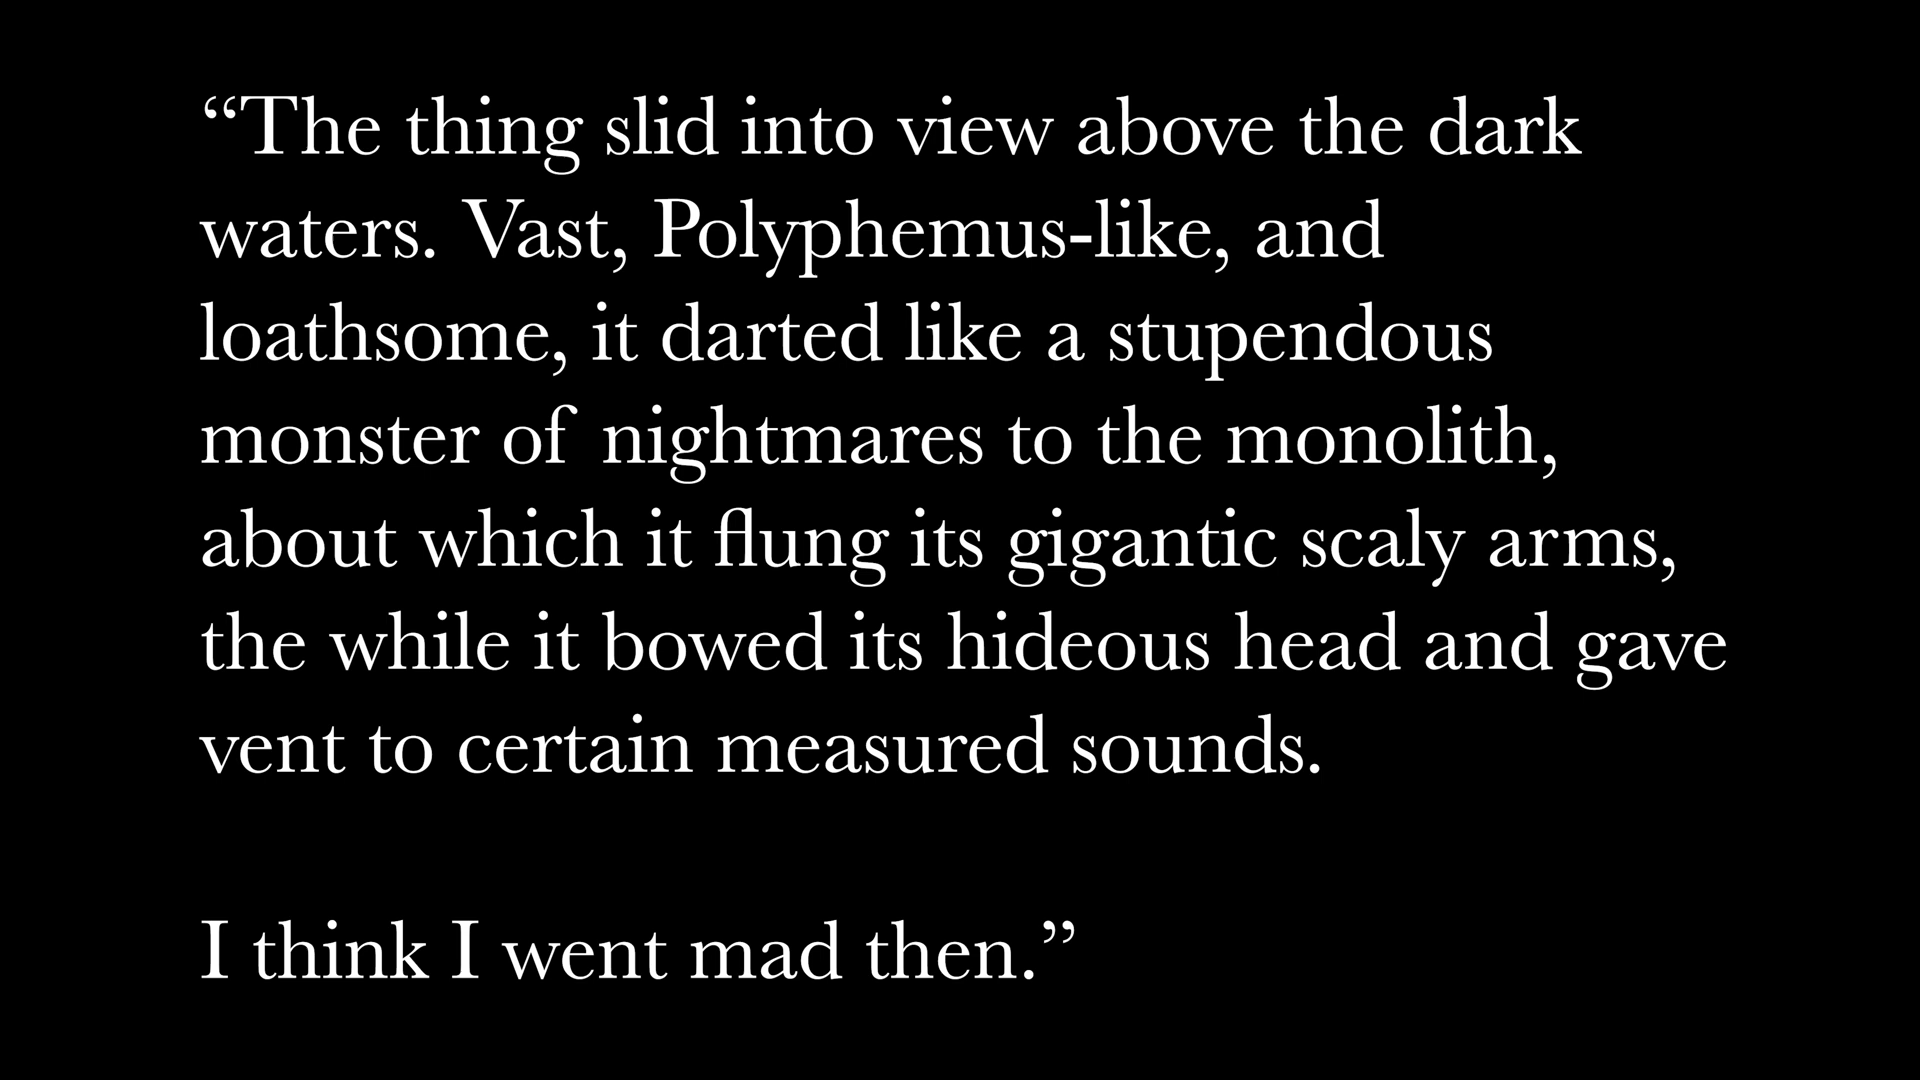 “The thing slid into view above the dark
waters. Vast, Polyphemus-like, and
loathsome, it darted like a stupendous
monster of nightmares to the monolith,
about which it flung its gigantic scaly arms,
the while it bowed its hideous head and gave
vent to certain measured sounds.
I think I went mad then.”